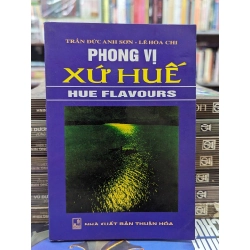 TRẦN ĐỨC ANH SƠN - LÊ HÒA CHI
PHONG VỊ
XỨ HUẾ
HUE FLAVOURS
NHÀ XUẤT BẢN THUẬN HÓA